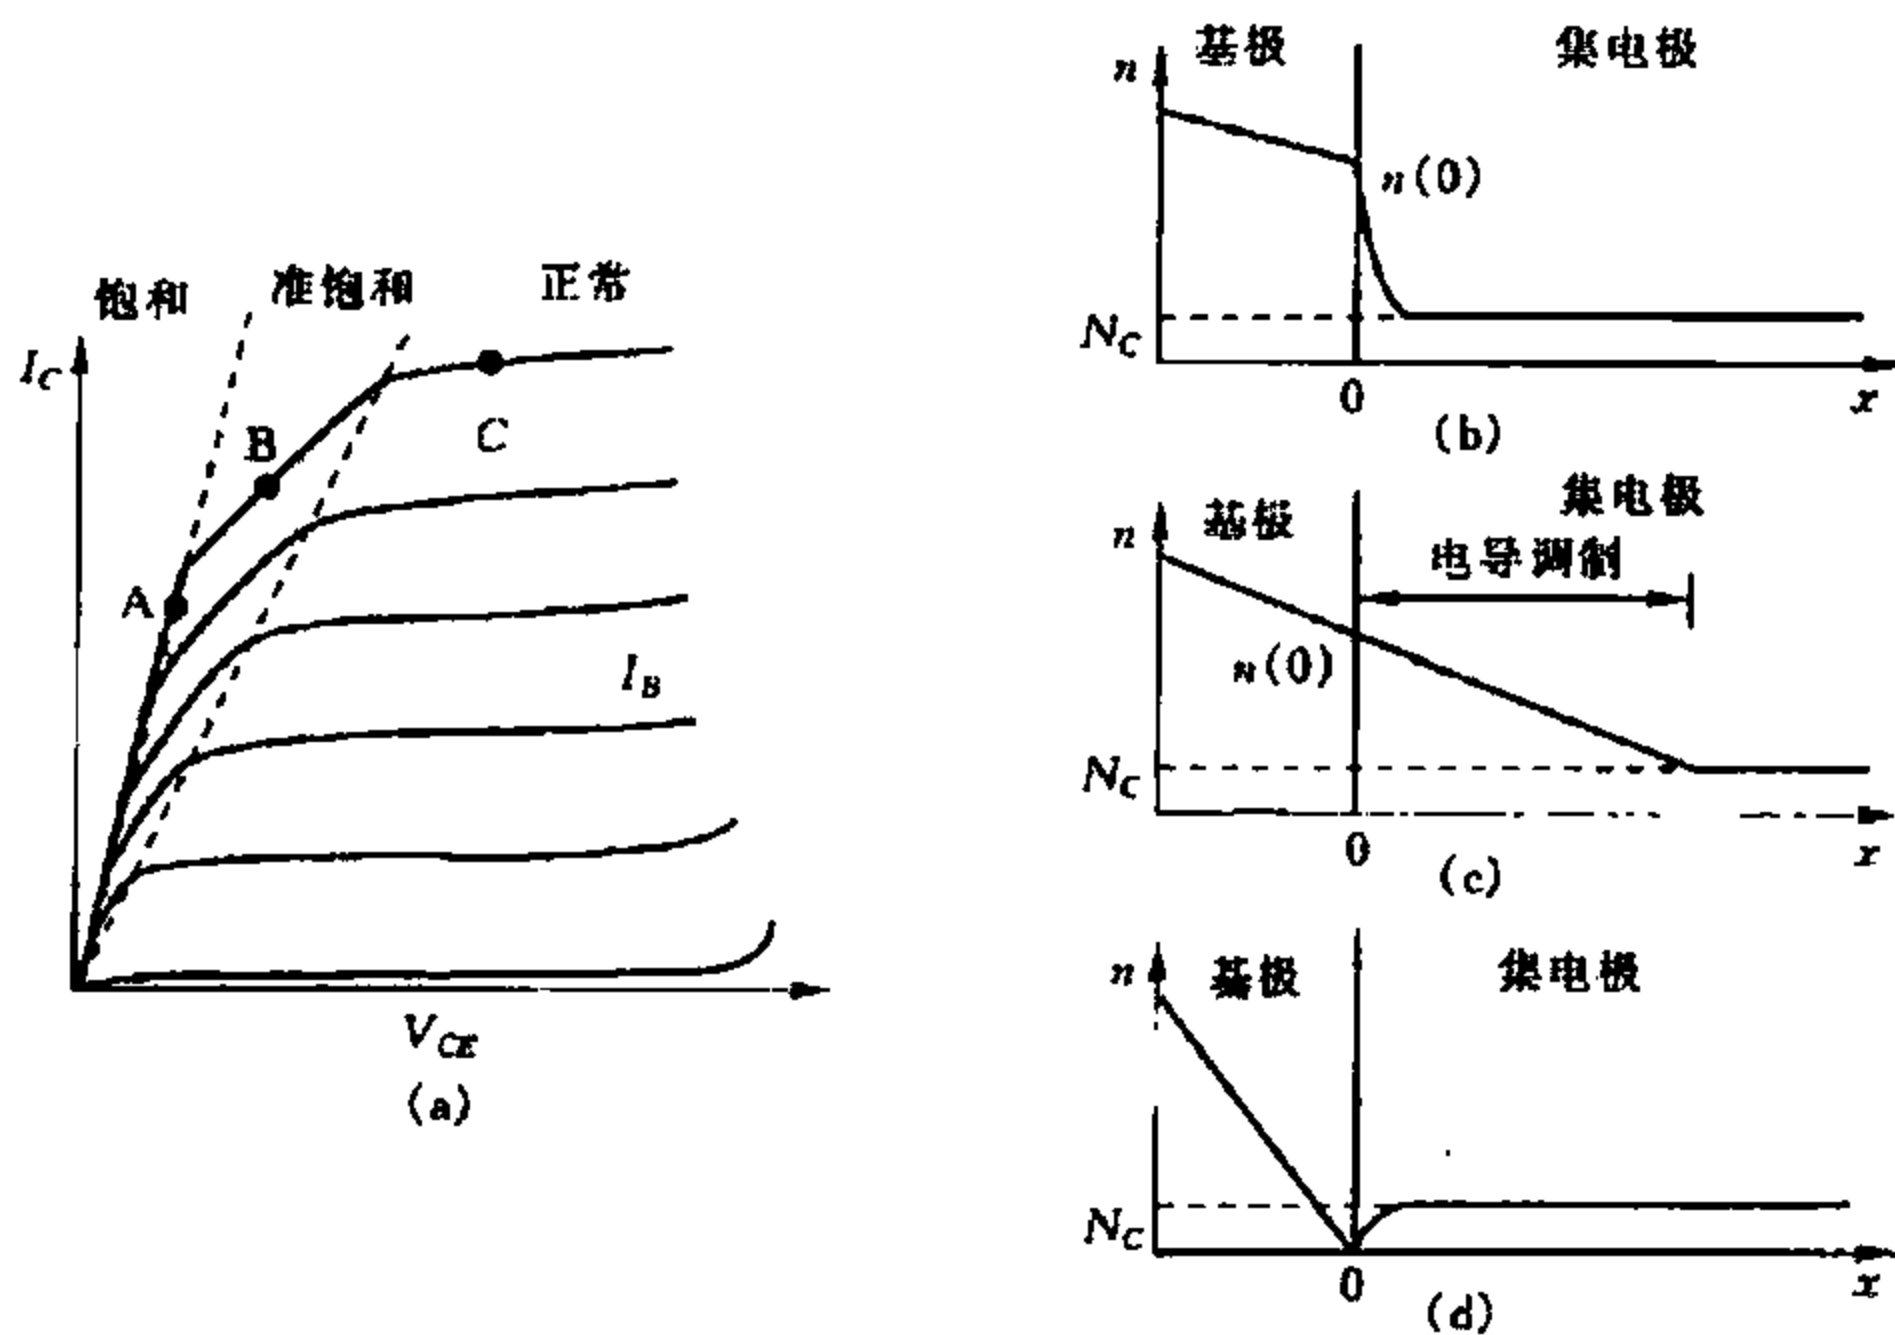 饱和
准饱和
正常
I_C
B
C
A
I_B
V_CE
(a)
基极
集电极
n
n(0)
N_C
0
x
(b)
集电极
基极
电导调制
n
n(0)
N_C
0
x
(c)
基极
集电极
n
N_C
0
x
(d)